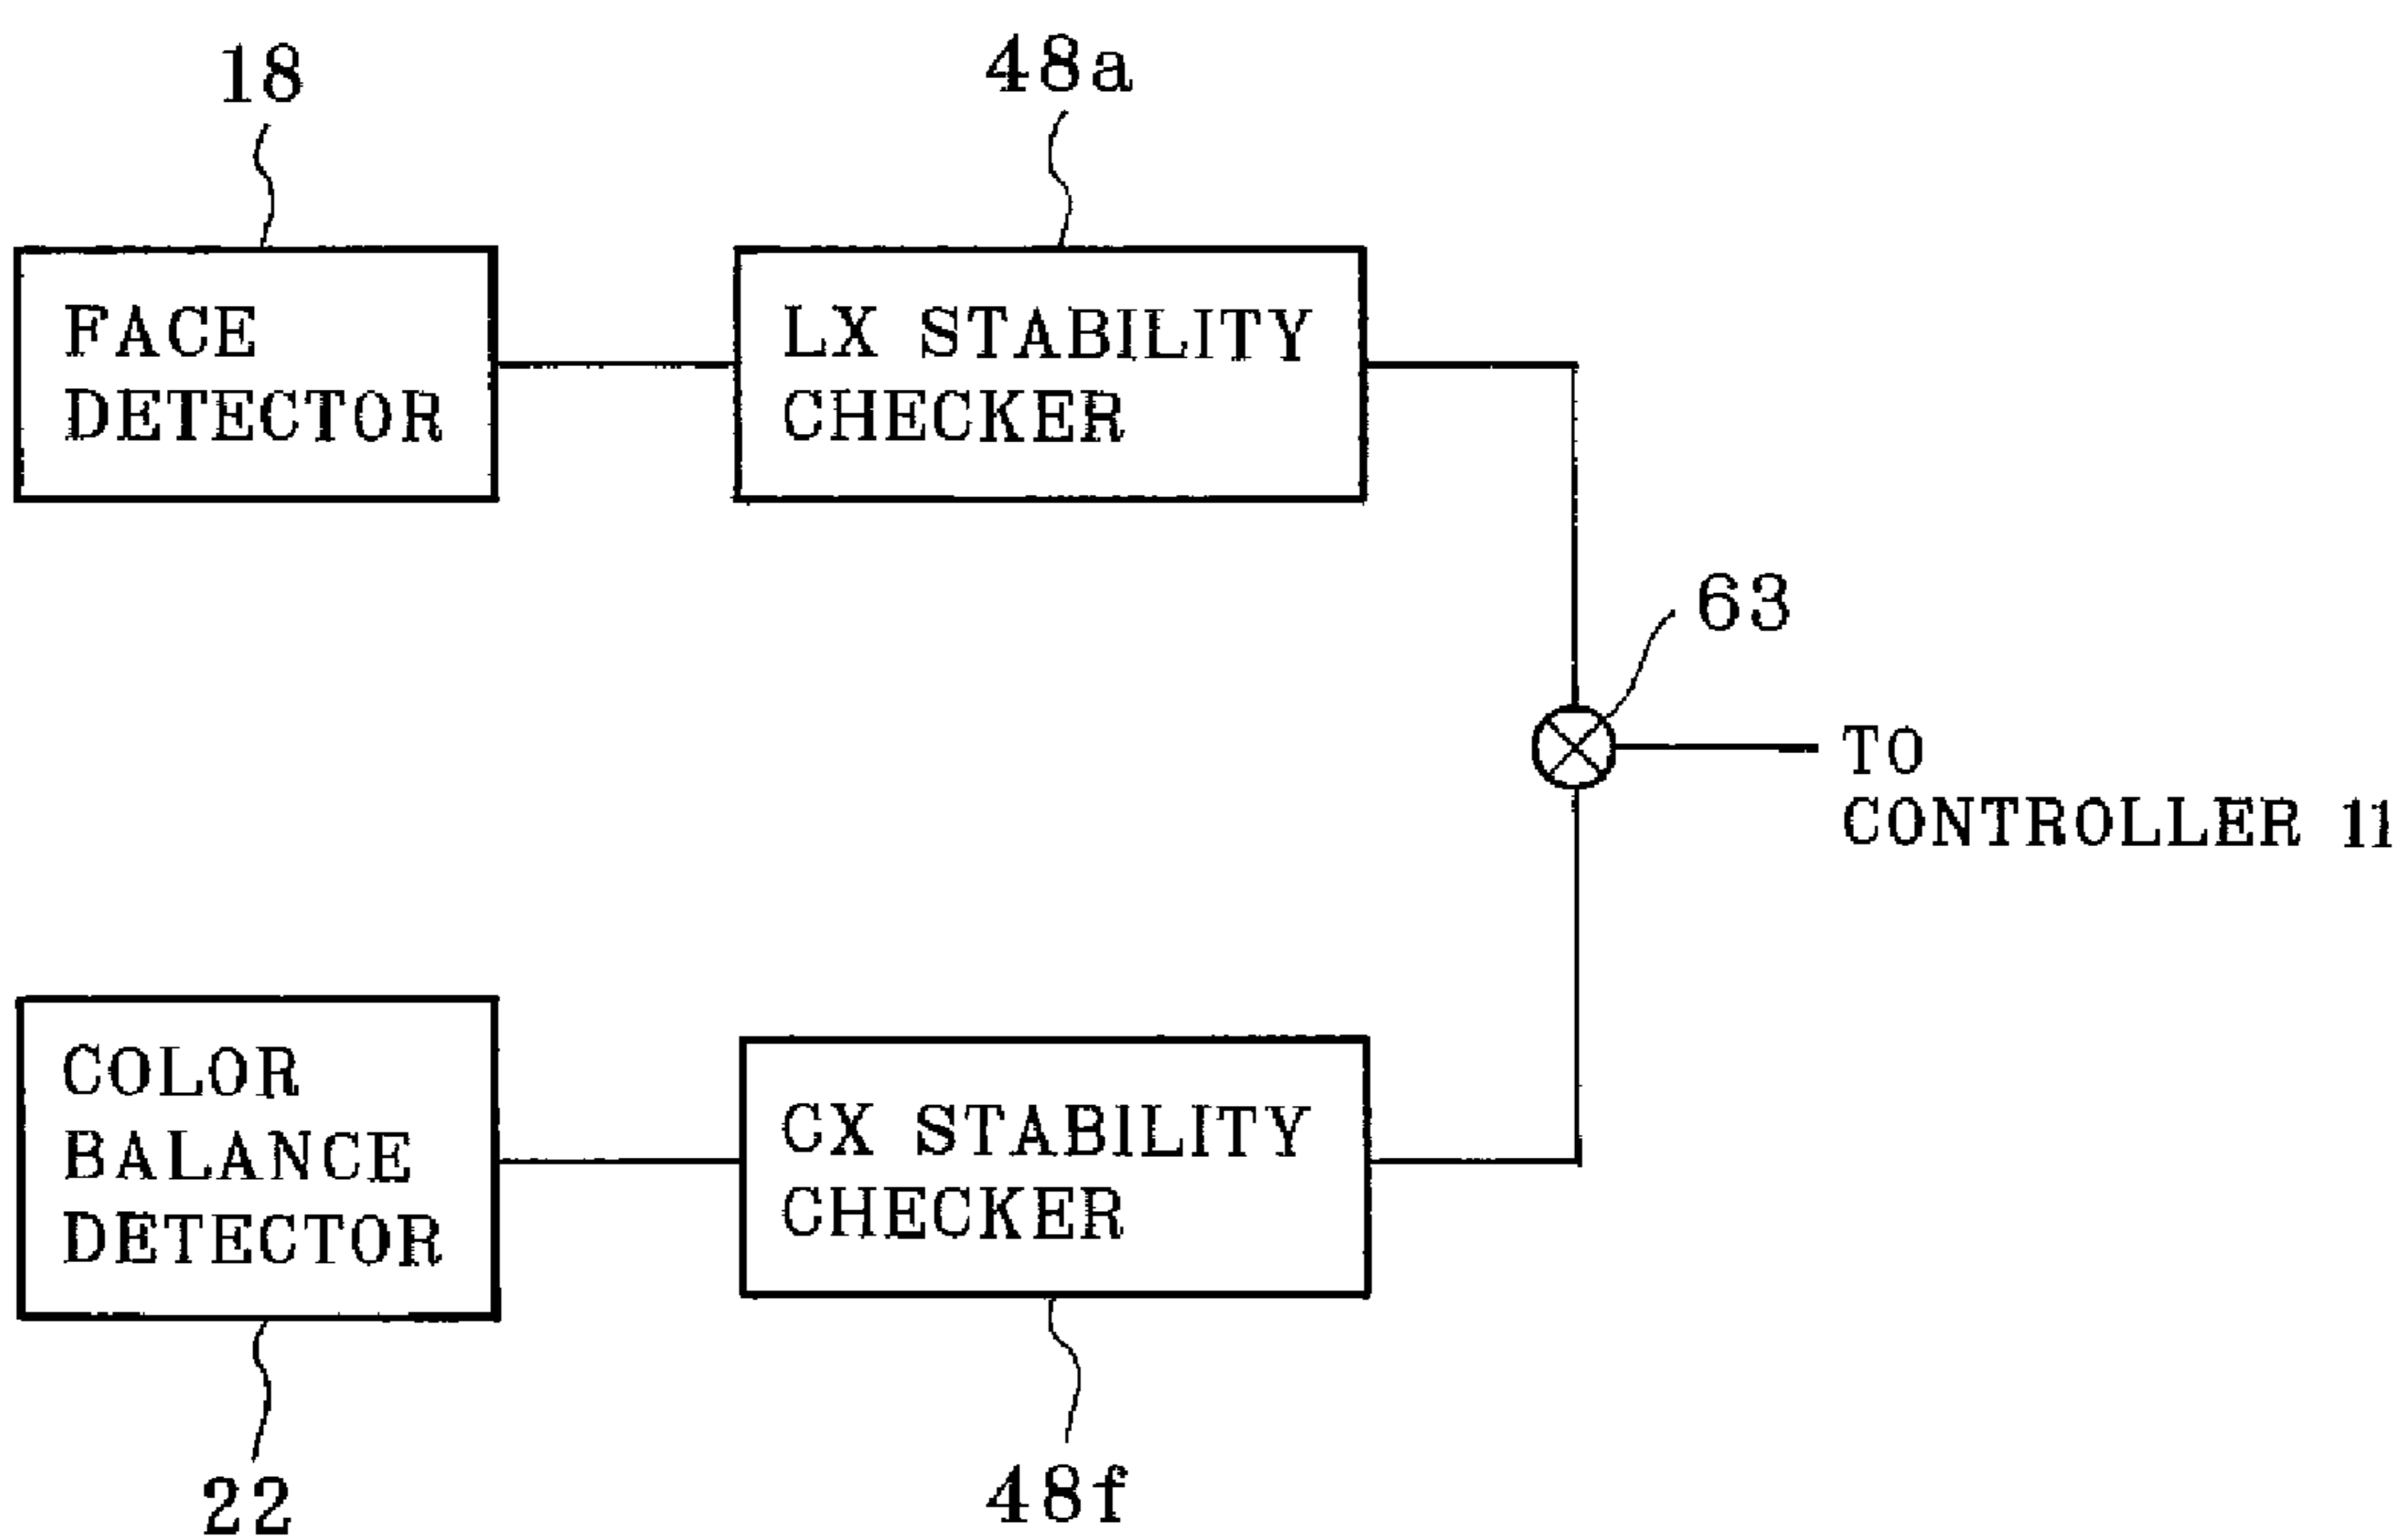 18
48a
FACE
DETECTOR
LX STABILITY
CHECKER
63
TO
CONTROLLER 11
COLOR
BALANCE
DETECTOR
CX STABILITY
CHECKER
22
48f